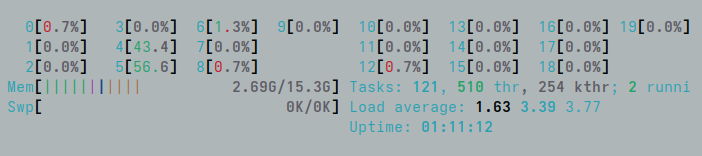 0[0.7%] 3[0.0%] 6[1.3%] 9[0.0%] 10[0.0%] 13[0.0%] 16[0.0%] 19[0.0%]
1[0.0%] 4[43.4] 7[0.0%] 11[0.0%] 14[0.0%] 17[0.0%]
2[0.0%] 5[56.6] 8[0.7%] 12[0.7%] 15[0.0%] 18[0.0%]
Mem[||||||||||||| 2.69G/15.3G] Tasks: 121, 510 thr, 254 kthr; 2 runni
Swp[ 0K/0K] Load average: 1.63 3.39 3.77
Uptime: 01:11:12